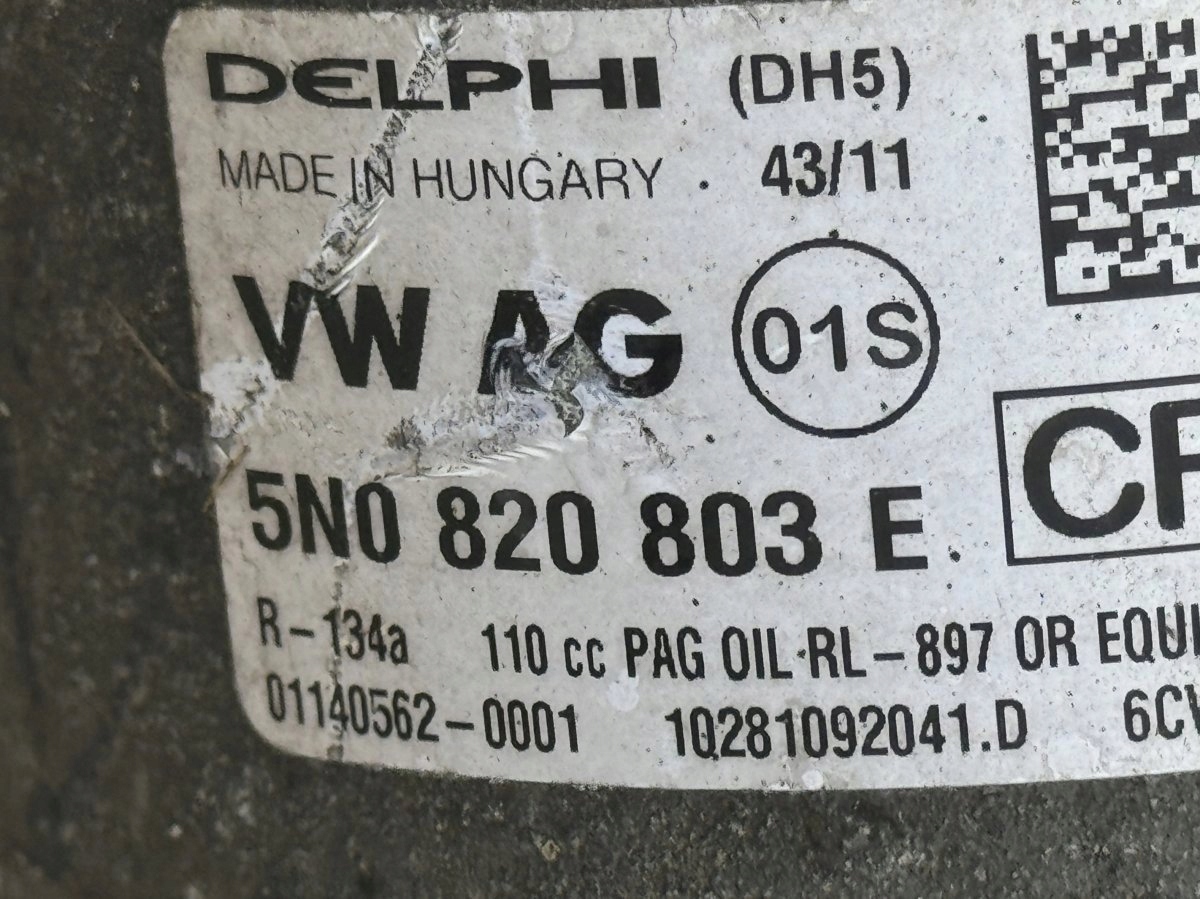 DELPHI (DH5)
MADE IN HUNGARY 43/11
VW AG 01S
5N0 820 803 E
R-134a 110 cc PAG OIL RL-897 OR
01140562-0001 10281092041.D